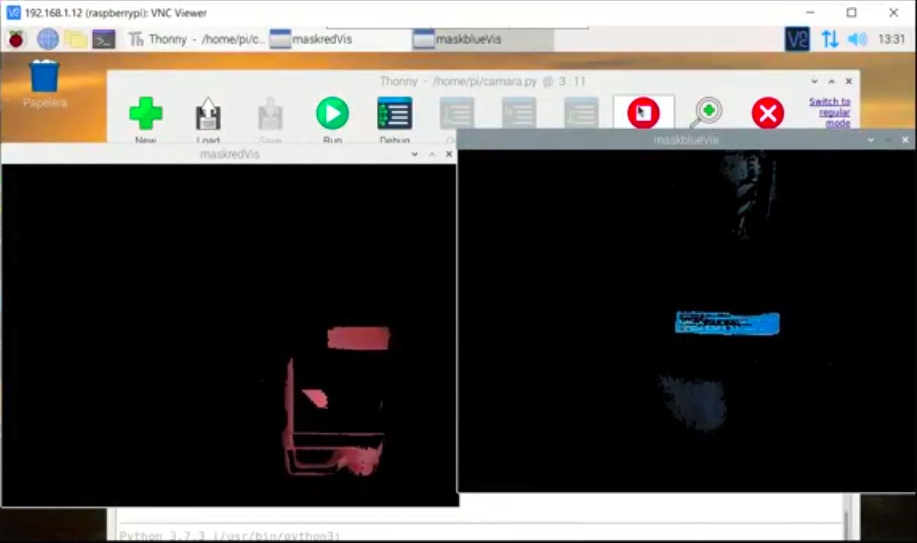 192.168.1.12 (raspberrypi): VNC Viewer
Thonny - /home/pi/c...
maskredVis
maskblueVis
13:31
Papelera
Thonny - /home/pi/camara.py @ 3:11
New
Load
Save
Run
Debug
Switch to
regular
mode
maskredVis
maskblueVis
Python 3.7.3 (/usr/bin/python3)